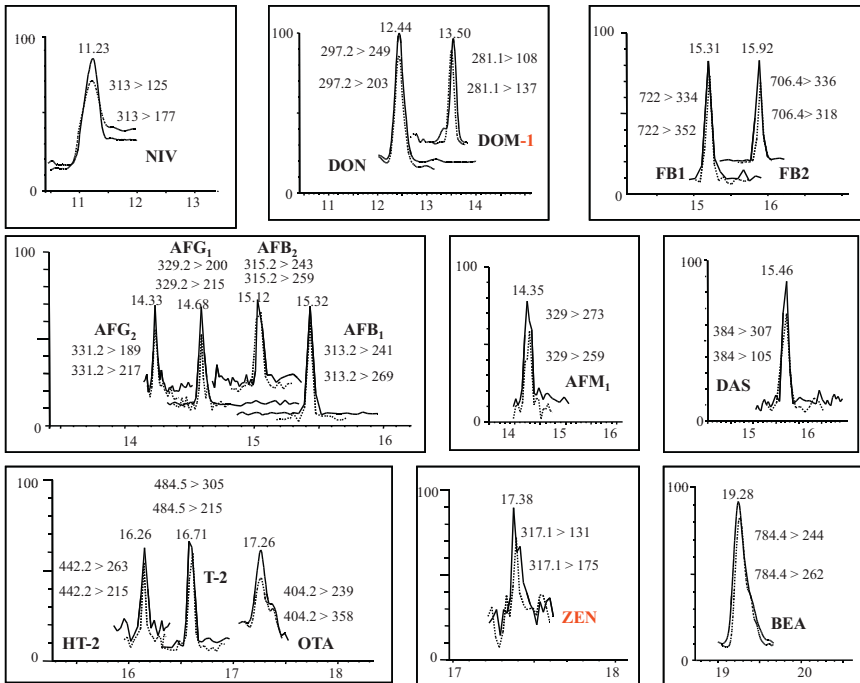 100
11.23
313 > 125
50
313 > 177
NIV
0
11
12
13
100
12.44
13.50
297.2 > 249
281.1 > 108
297.2 > 203
281.1 > 137
DOM-1
DON
0
11
12
13
14
100
15.31
15.92
722 > 334
706.4 > 336
722 > 352
706.4 > 318
FB1
FB2
0
15
16
100
AFG1
AFB2
329.2 > 200
315.2 > 243
329.2 > 215
315.2 > 259
14.33
14.68
15.12
15.32
AFG2
AFB1
331.2 > 189
313.2 > 241
331.2 > 217
313.2 > 269
0
14
15
16
100
14.35
329 > 273
329 > 259
AFM1
0
14
15
16
100
15.46
384 > 307
384 > 105
DAS
0
15
16
100
484.5 > 305
484.5 > 215
16.26
16.71
17.26
442.2 > 263
T-2
442.2 > 215
404.2 > 239
404.2 > 358
HT-2
OTA
0
16
17
18
100
17.38
317.1 > 131
317.1 > 175
ZEN
0
17
18
100
19.28
784.4 > 244
784.4 > 262
BEA
0
19
20